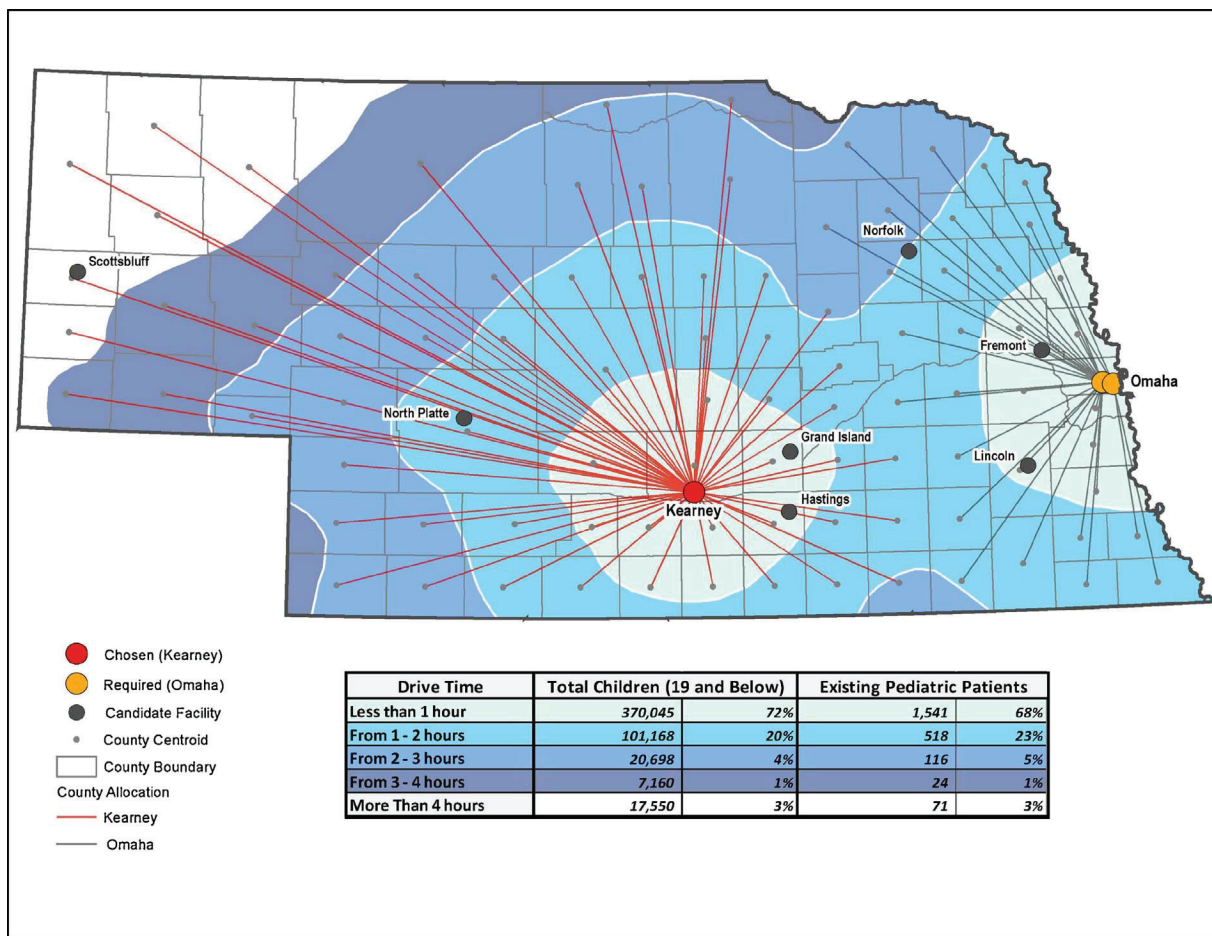 Scottsbluff
Norfolk
Fremont
Omaha
North Platte
Grand Island
Lincoln
Hastings
Kearney
Chosen (Kearney)
Required (Omaha)
Candidate Facility
County Centroid
County Boundary
County Allocation
Kearney
Omaha
Drive Time Total Children (19 and Below) Existing Pediatric Patients
Less than 1 hour 370,045 72% 1,541 68%
From 1 - 2 hours 101,168 20% 518 23%
From 2 - 3 hours 20,698 4% 116 5%
From 3 - 4 hours 7,160 1% 24 1%
More Than 4 hours 17,550 3% 71 3%